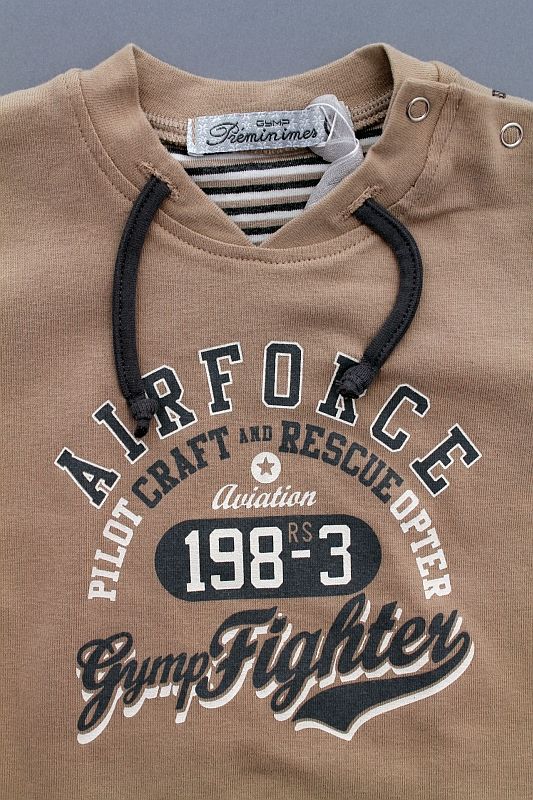 GYMP
Préminimes
AIRFORCE
PILOT CRAFT AND RESCUE OPTER
Aviation
198-3 RS
Gymp Fighter